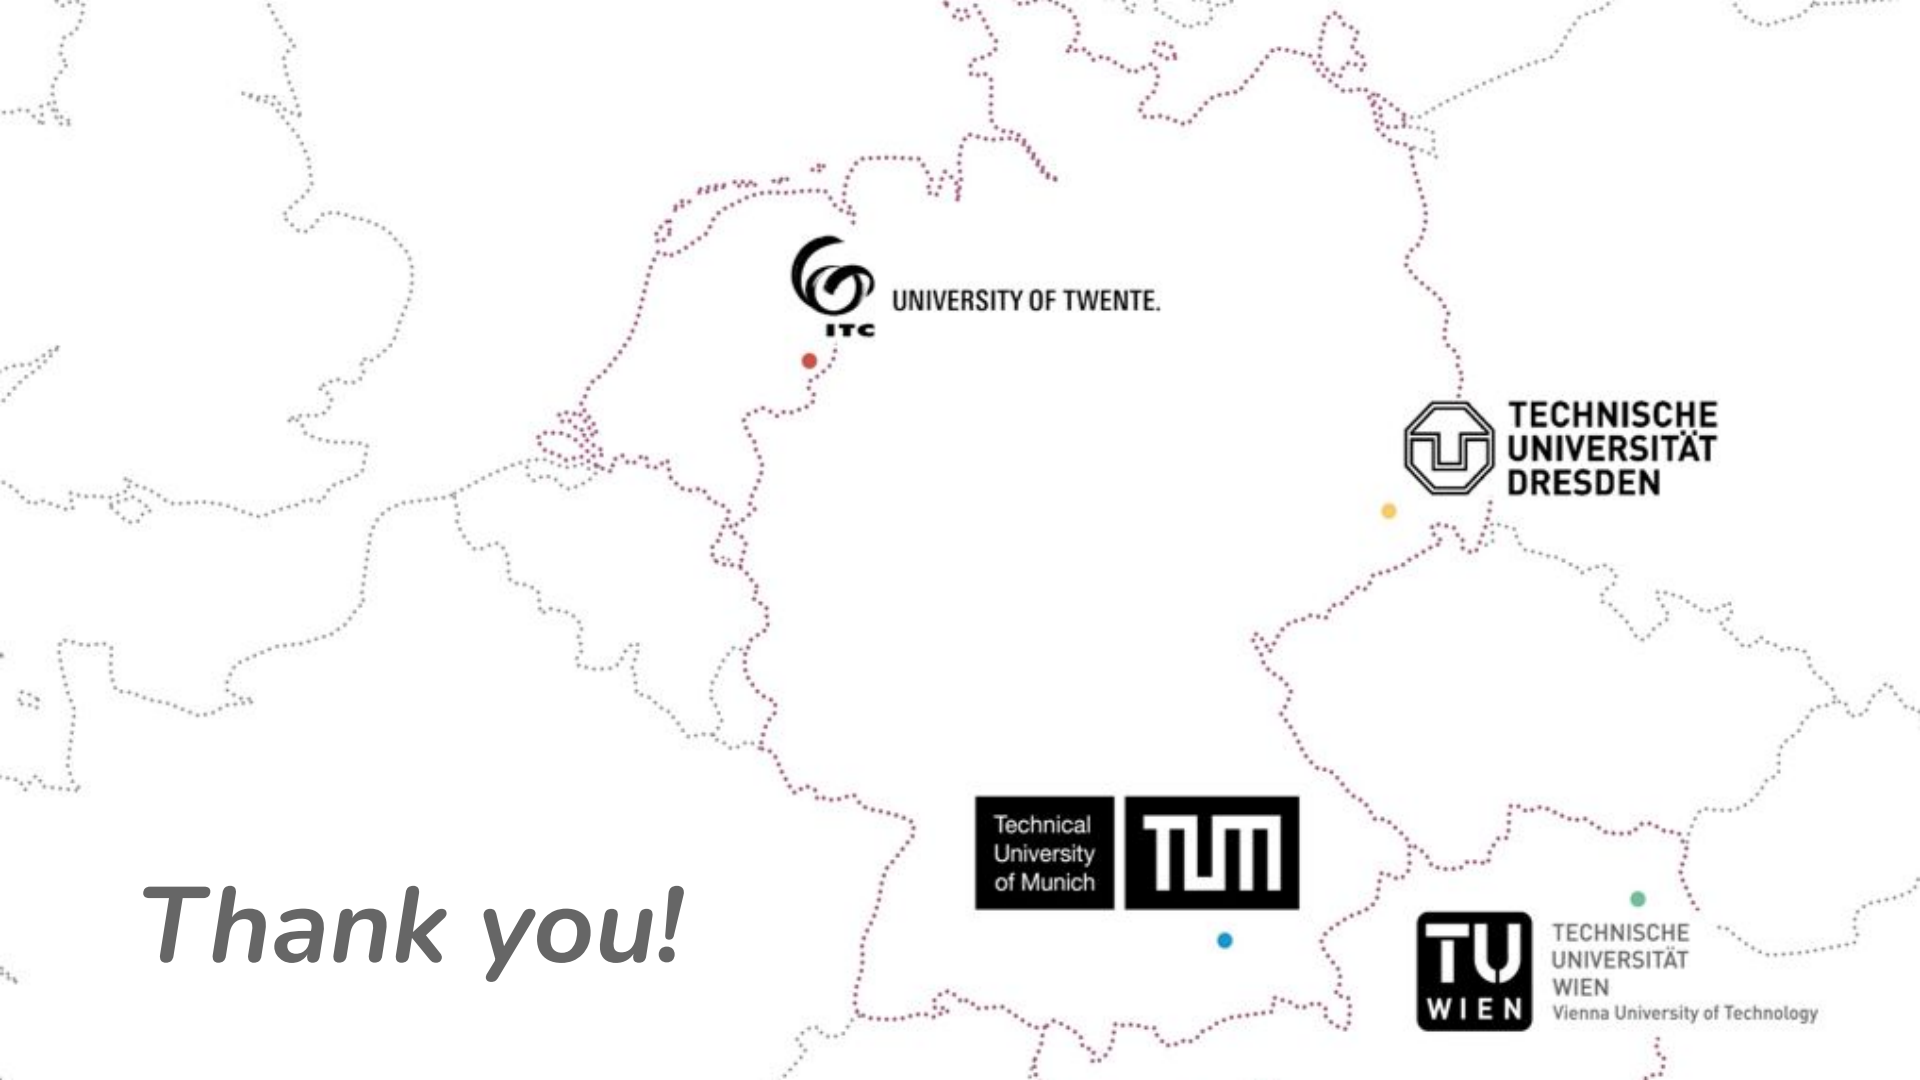 ITC
UNIVERSITY OF TWENTE.
TECHNISCHE
UNIVERSITÄT
DRESDEN
Technical
University
of Munich
TUM
Thank you!
TU
WIEN
TECHNISCHE
UNIVERSITÄT
WIEN
Vienna University of Technology